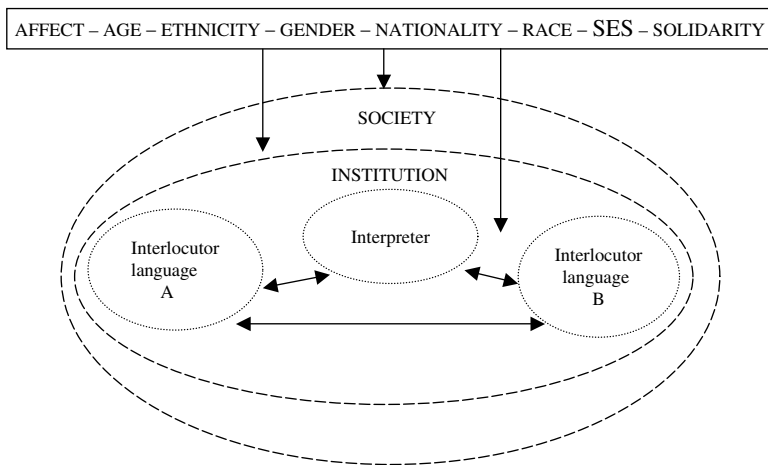 AFFECT – AGE – ETHNICITY – GENDER – NATIONALITY – RACE – SES – SOLIDARITY
SOCIETY
INSTITUTION
Interlocutor
language
A
Interpreter
Interlocutor
language
B